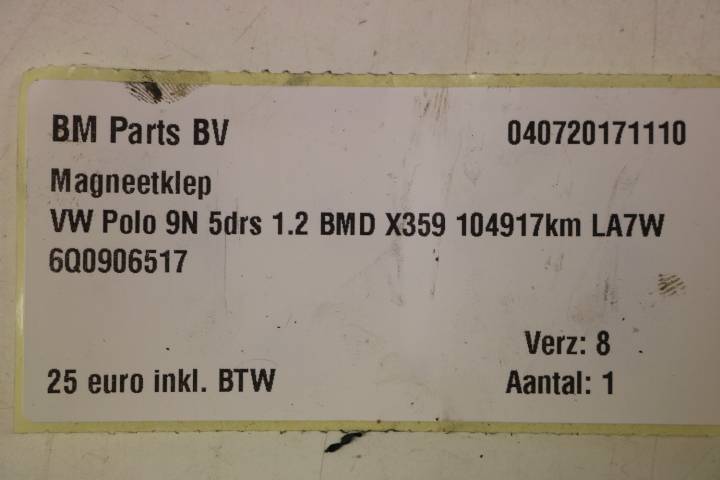 BM Parts BV 040720171110
Magneetklep
VW Polo 9N 5drs 1.2 BMD X359 104917km LA7W
6Q0906517
Verz: 8
25 euro inkl. BTW Aantal: 1